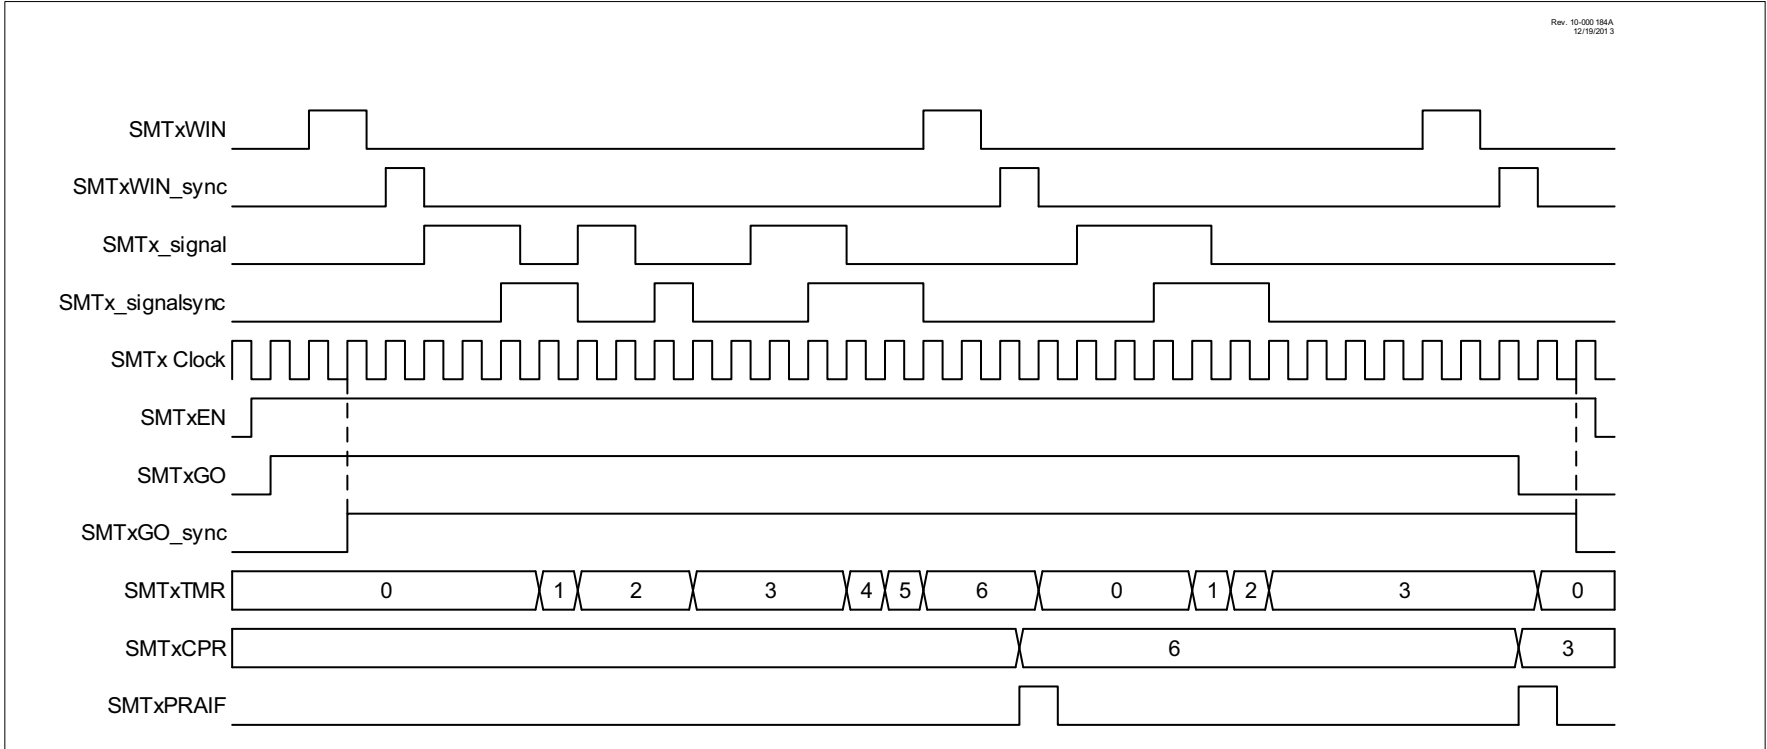 Rev. 10-000 184A
12/19/201 3
SMTxWIN
SMTxWIN_sync
SMTx_signal
SMTx_signalsync
SMTx Clock
SMTxEN
SMTxGO
SMTxGO_sync
SMTxTMR 0 1 2 3 4 5 6 0 1 2 3 0
SMTxCPR 6 3
SMTxPRAIF